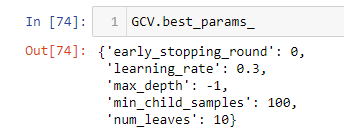 In [74]: 1 GCV.best_params_
Out[74]: {'early_stopping_round': 0,
'learning_rate': 0.3,
'max_depth': -1,
'min_child_samples': 100,
'num_leaves': 10}